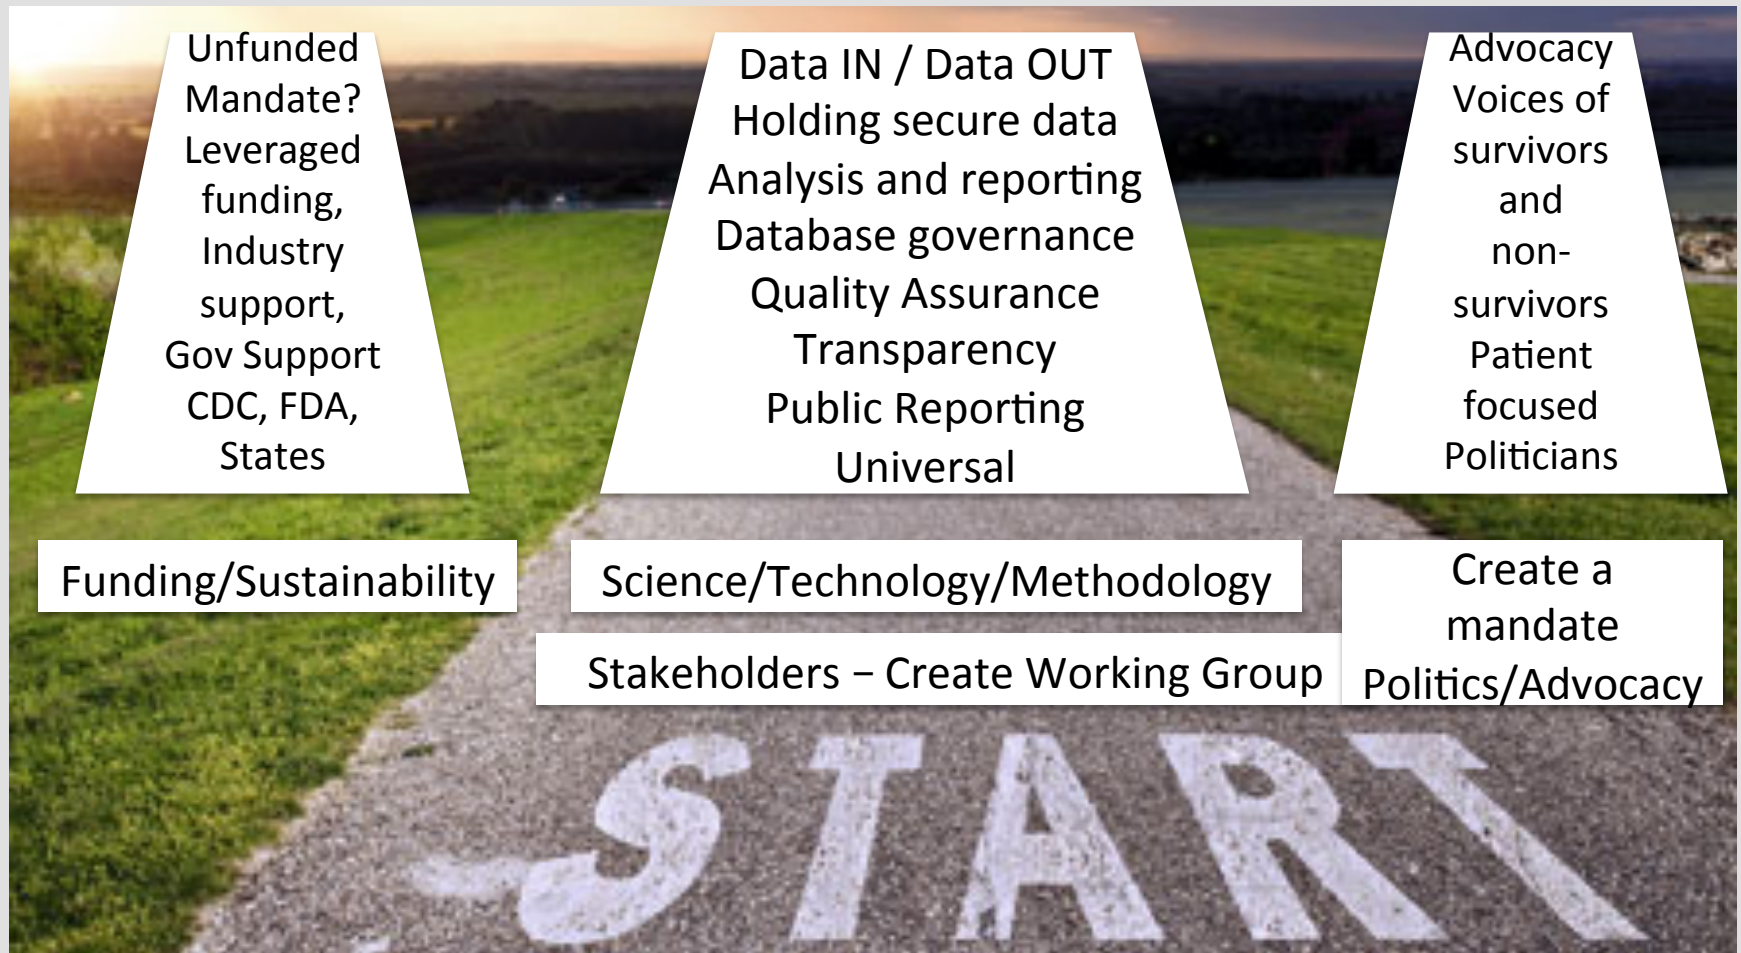 Unfunded
Mandate?
Leveraged
funding,
Industry
support,
Gov Support
CDC, FDA,
States
Data IN / Data OUT
Holding secure data
Analysis and reporting
Database governance
Quality Assurance
Transparency
Public Reporting
Universal
Advocacy
Voices of
survivors
and
non-
survivors
Patient
focused
Politicians
Funding/Sustainability
Science/Technology/Methodology
Create a
mandate
Politics/Advocacy
Stakeholders – Create Working Group
START